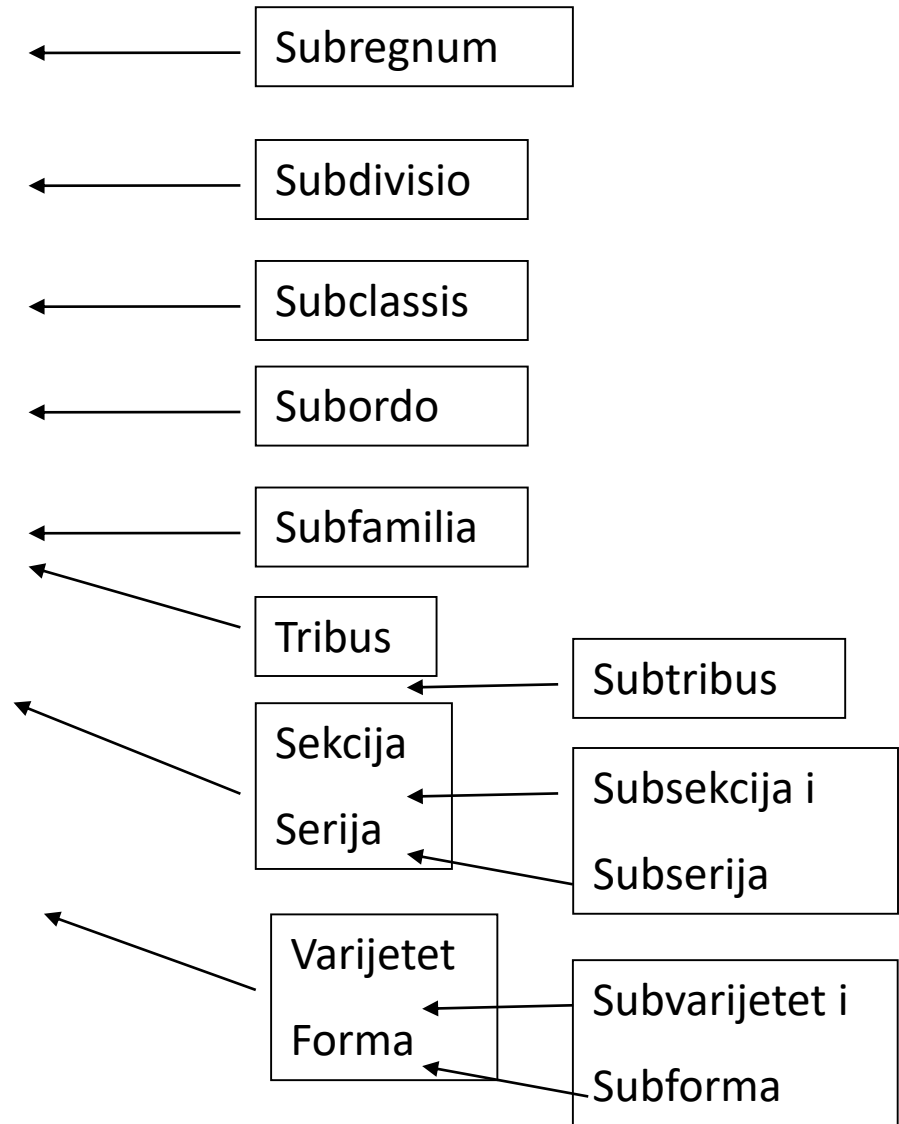 Subregnum
Subdivisio
Subclassis
Subordo
Subfamilia
Tribus
Subtribus
Sekcija
Serija
Subsekcija i
Subserija
Varijetet
Forma
Subvarijetet i
Subforma